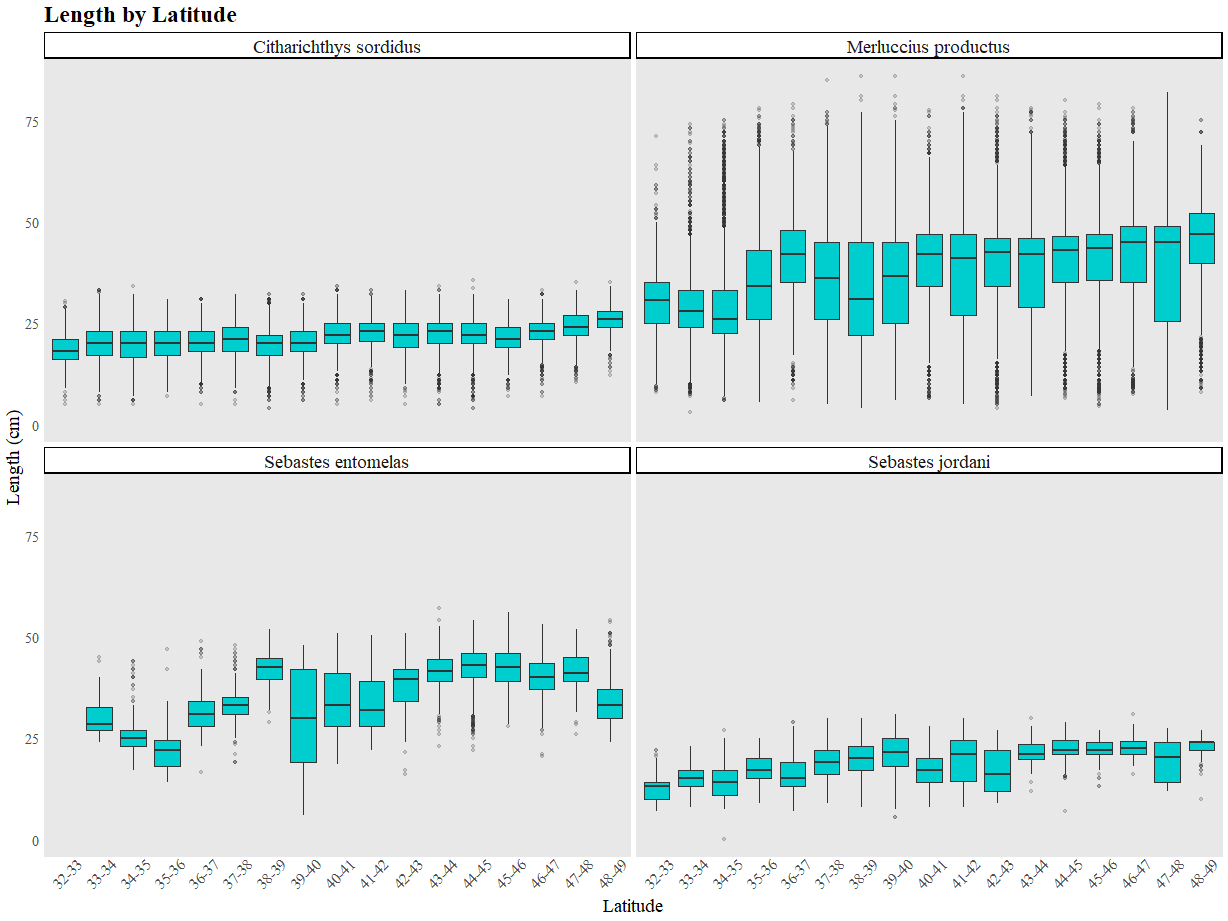 Length by Latitude
Citharichthys sordidus
Merluccius productus
75
50
25
0
Sebastes entomelas
Sebastes jordani
75
50
25
0
Length (cm)
32-33 33-34 34-35 35-36 36-37 37-38 38-39 39-40 40-41 41-42 42-43 43-44 44-45 45-46 46-47 47-48 48-49
32-33 33-34 34-35 35-36 36-37 37-38 38-39 39-40 40-41 41-42 42-43 43-44 44-45 45-46 46-47 47-48 48-49
Latitude